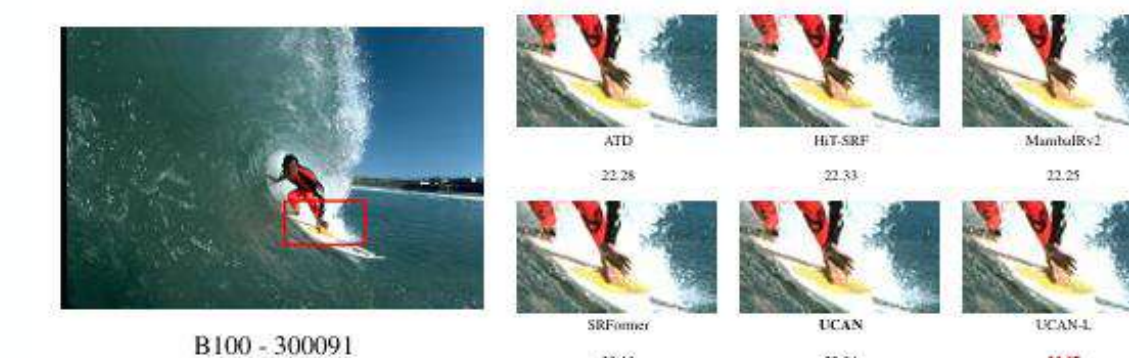 ATD HiT-SRF MambaIRv2
22.28 22.33 22.25
SRFormer UCAN UCAN-L
B100 - 300091